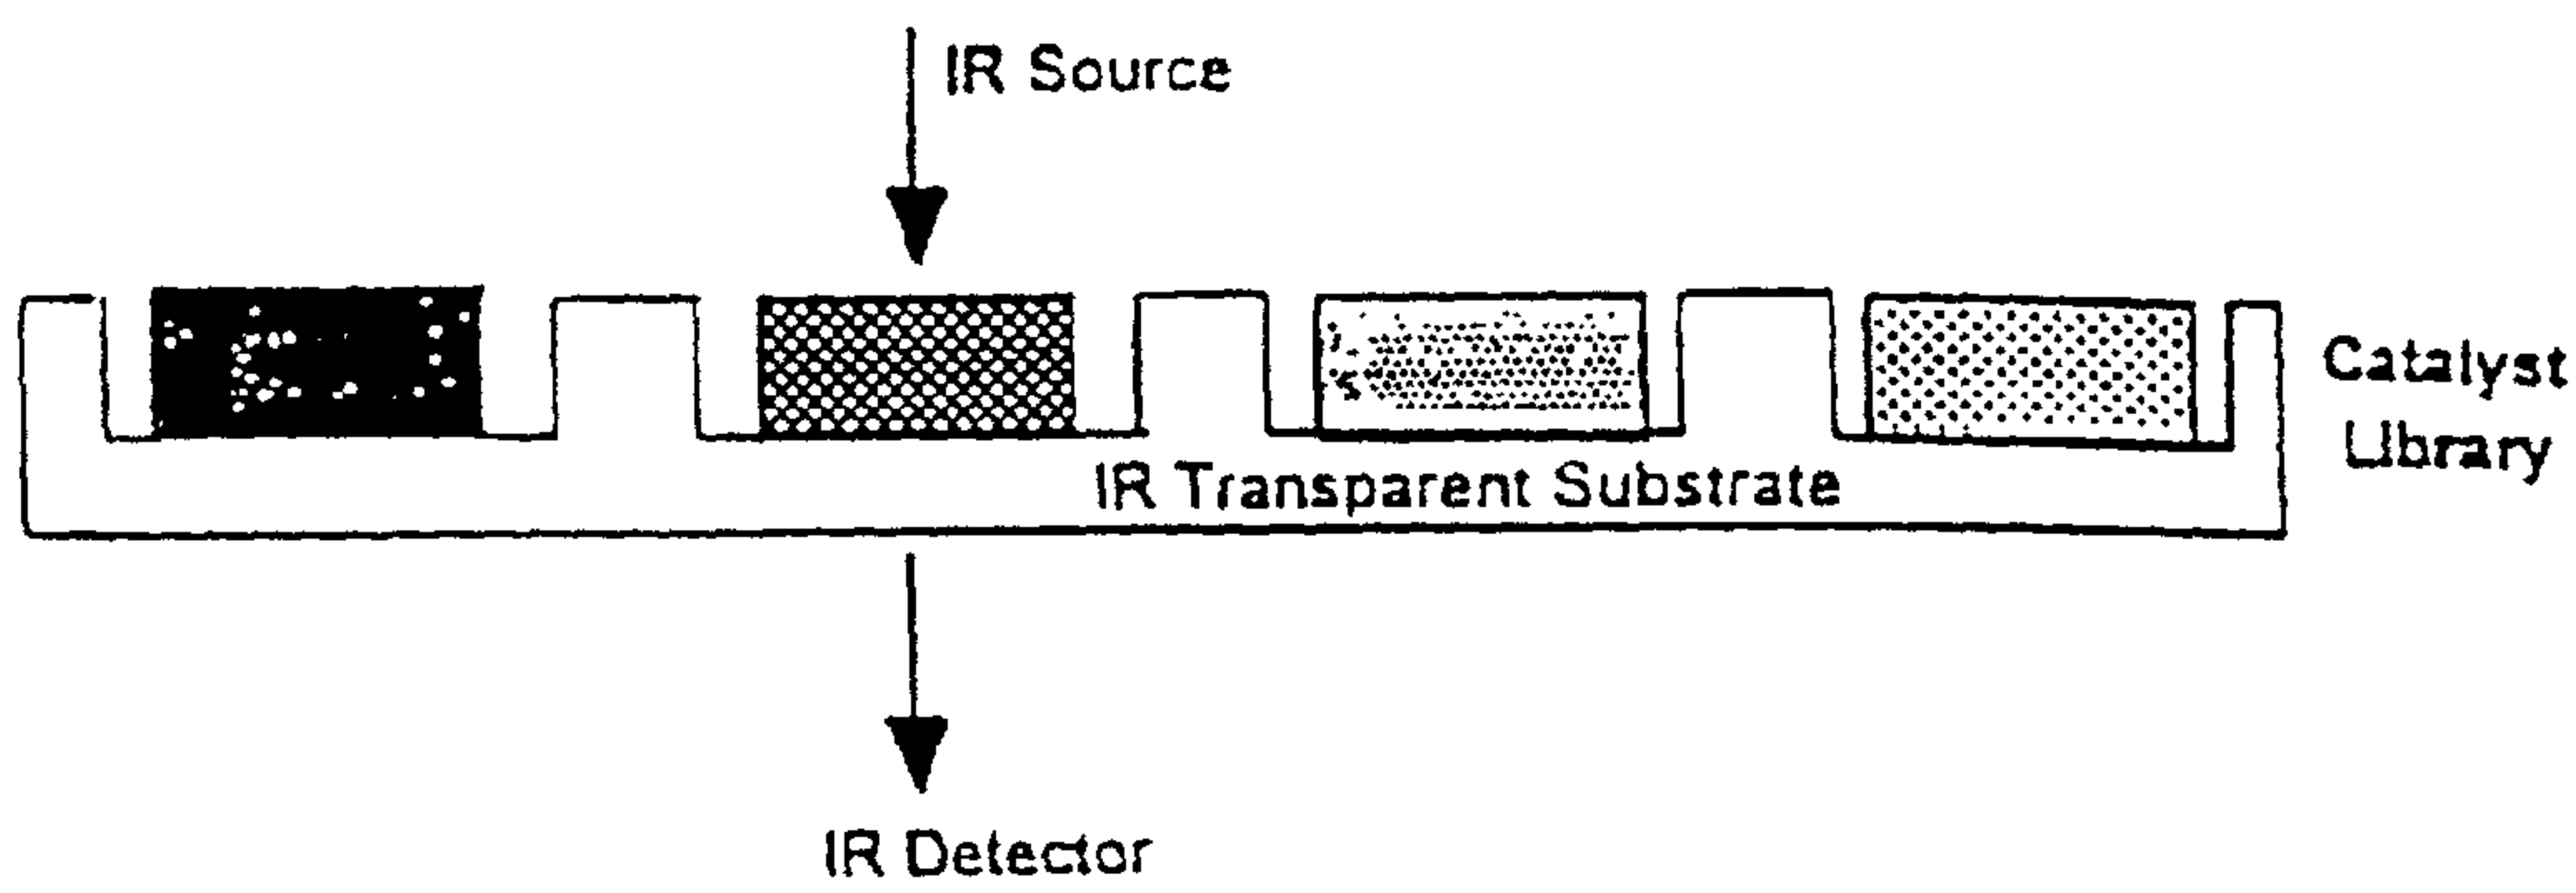 IR Source
Catalyst
Library
IR Transparent Substrate
IR Detector